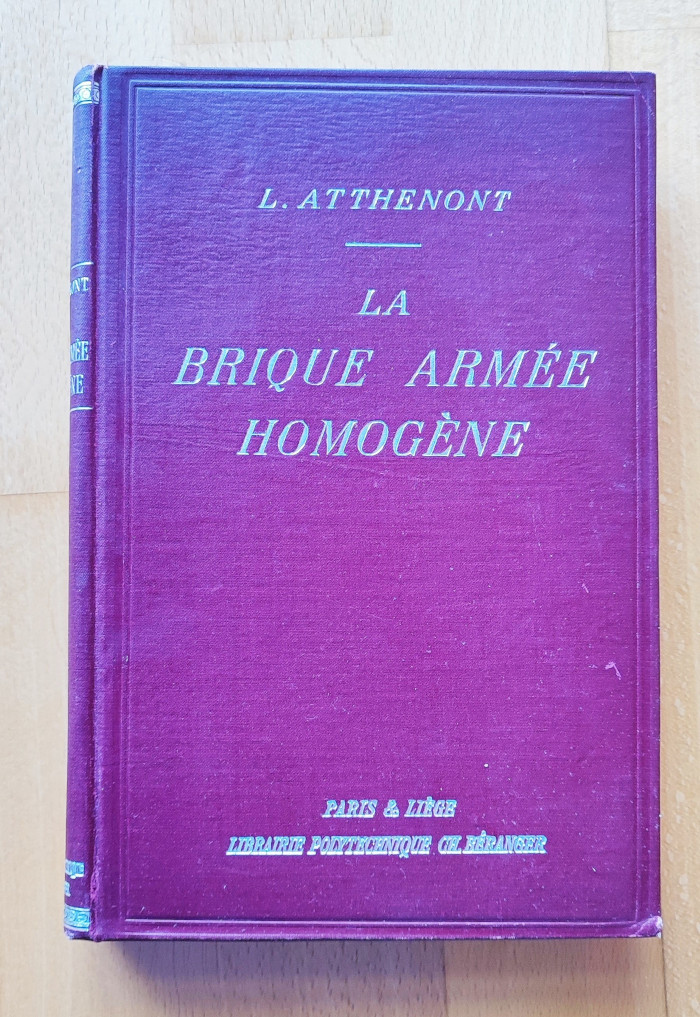 L. ATTHENONT
LA
BRIQUE ARMÉE
HOMOGÈNE
PARIS & LIÈGE
LIBRAIRIE POLYTECHNIQUE CH. BÉRANGER